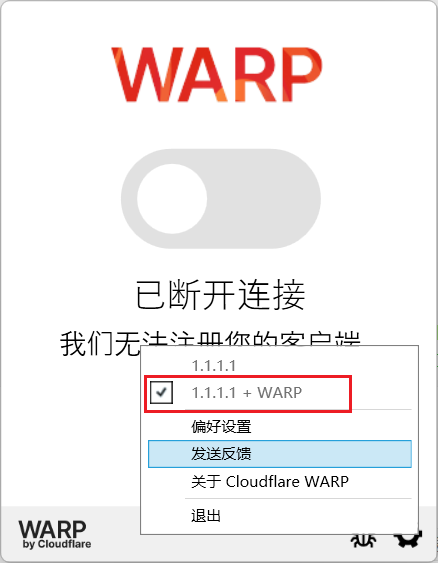 WARP
已断开连接
我们无法注册您的客户端
1.1.1.1
1.1.1.1 + WARP
偏好设置
发送反馈
关于 Cloudflare WARP
退出
WARP
by Cloudflare